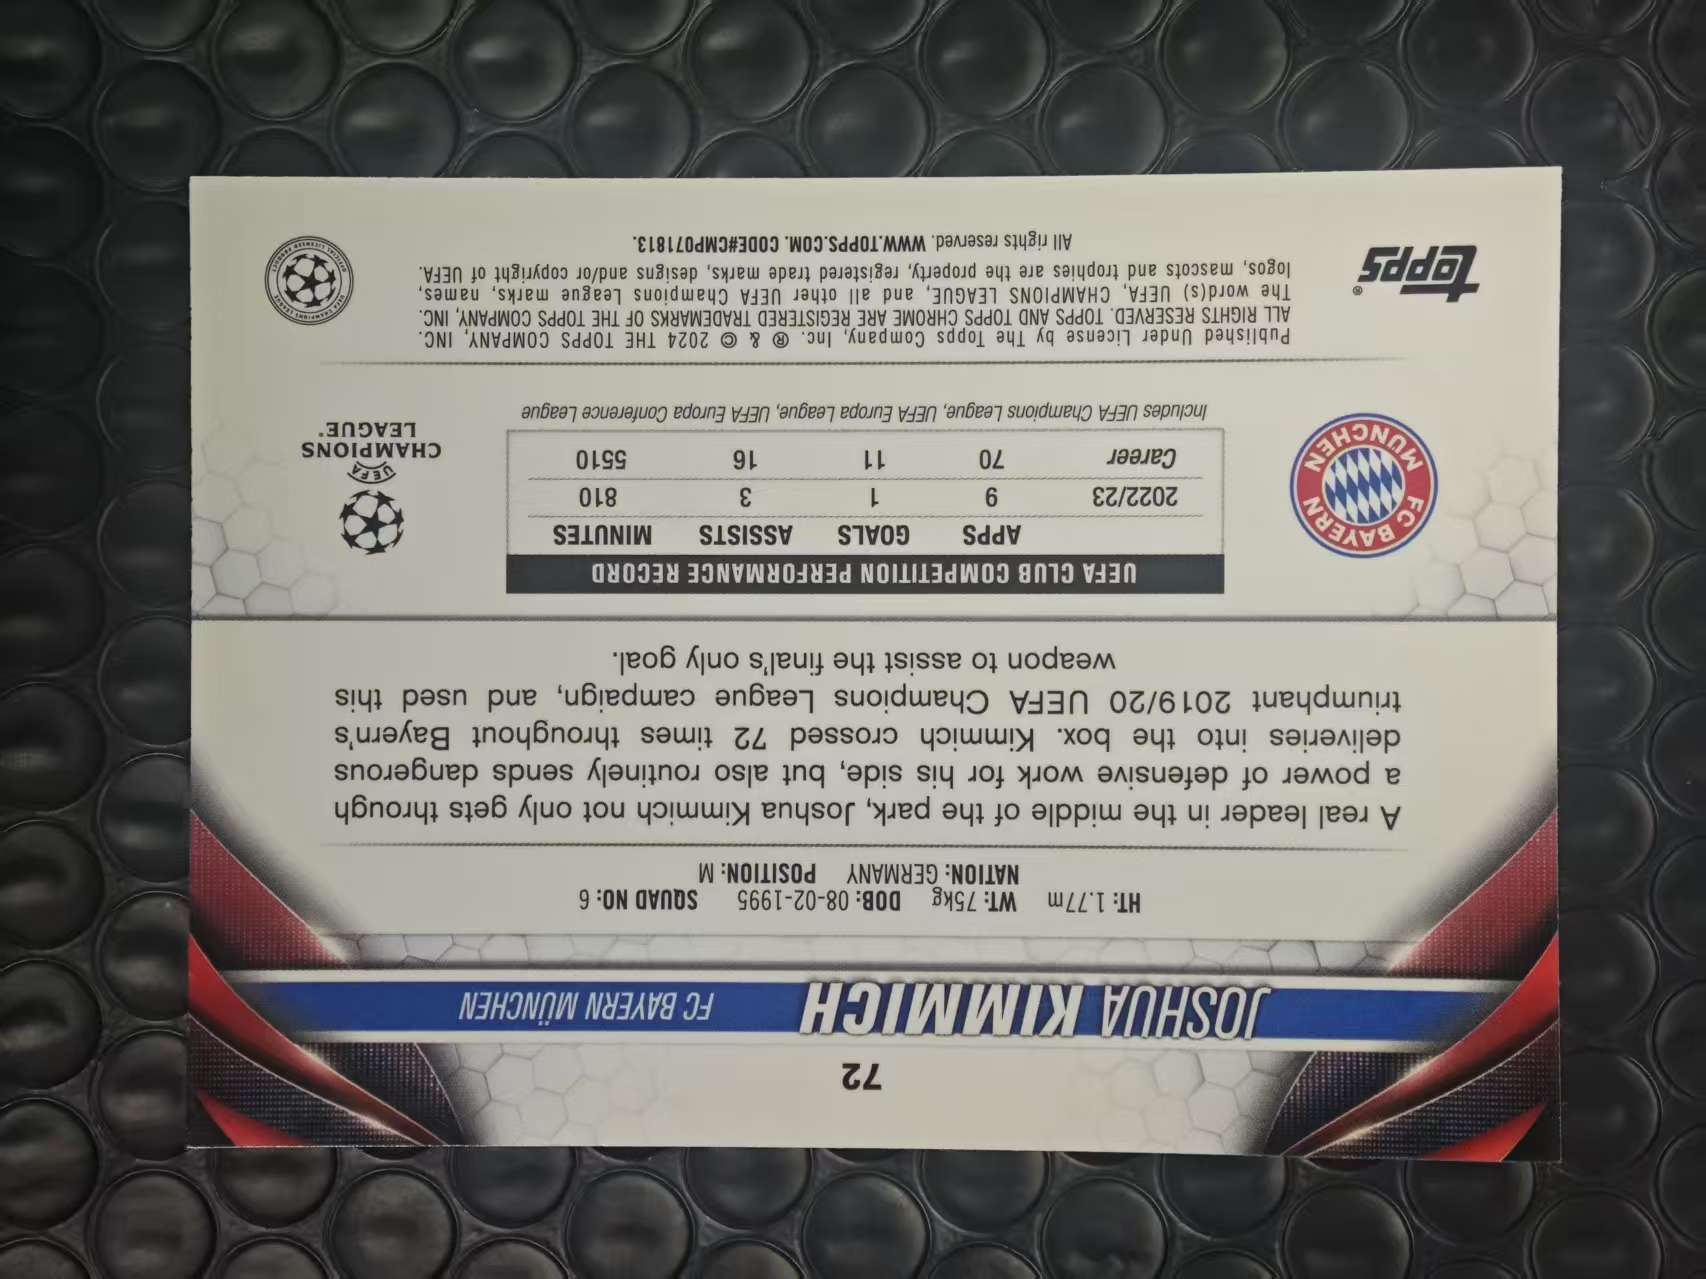 72
JOSHUA KIMMICH FC BAYERN MÜNCHEN
HT: 1.77m WT: 75kg DOB: 08-02-1995 SQUAD NO: 6
NATION: GERMANY POSITION: M
A real leader in the middle of the park, Joshua Kimmich not only gets through
a power of defensive work for his side, but also routinely sends dangerous
deliveries into the box. Kimmich crossed 72 times throughout Bayern's
triumphant 2019/20 UEFA Champions League campaign, and used this
weapon to assist the final's only goal.
UEFA CLUB COMPETITION PERFORMANCE RECORD
APPS GOALS ASSISTS MINUTES
2022/23 9 1 3 810
Career 70 11 16 5510
Includes UEFA Champions League, UEFA Europa League, UEFA Europa Conference League
FC BAYERN
MÜNCHEN
UEFA
CHAMPIONS
LEAGUE®
Published Under License by The Topps Company, Inc. ® & © 2024 THE TOPPS COMPANY, INC.
ALL RIGHTS RESERVED. TOPPS AND TOPPS CHROME ARE REGISTERED TRADEMARKS OF THE TOPPS COMPANY, INC.
The word(s) UEFA, CHAMPIONS LEAGUE, and all other UEFA Champions League marks, names,
logos, mascots and trophies are the property, registered trade marks, designs and/or copyright of UEFA.
All rights reserved. WWW.TOPPS.COM. CODE#CMP071813.
topps®
UEFA CHAMPIONS LEAGUE
OFFICIAL LICENSED PRODUCT